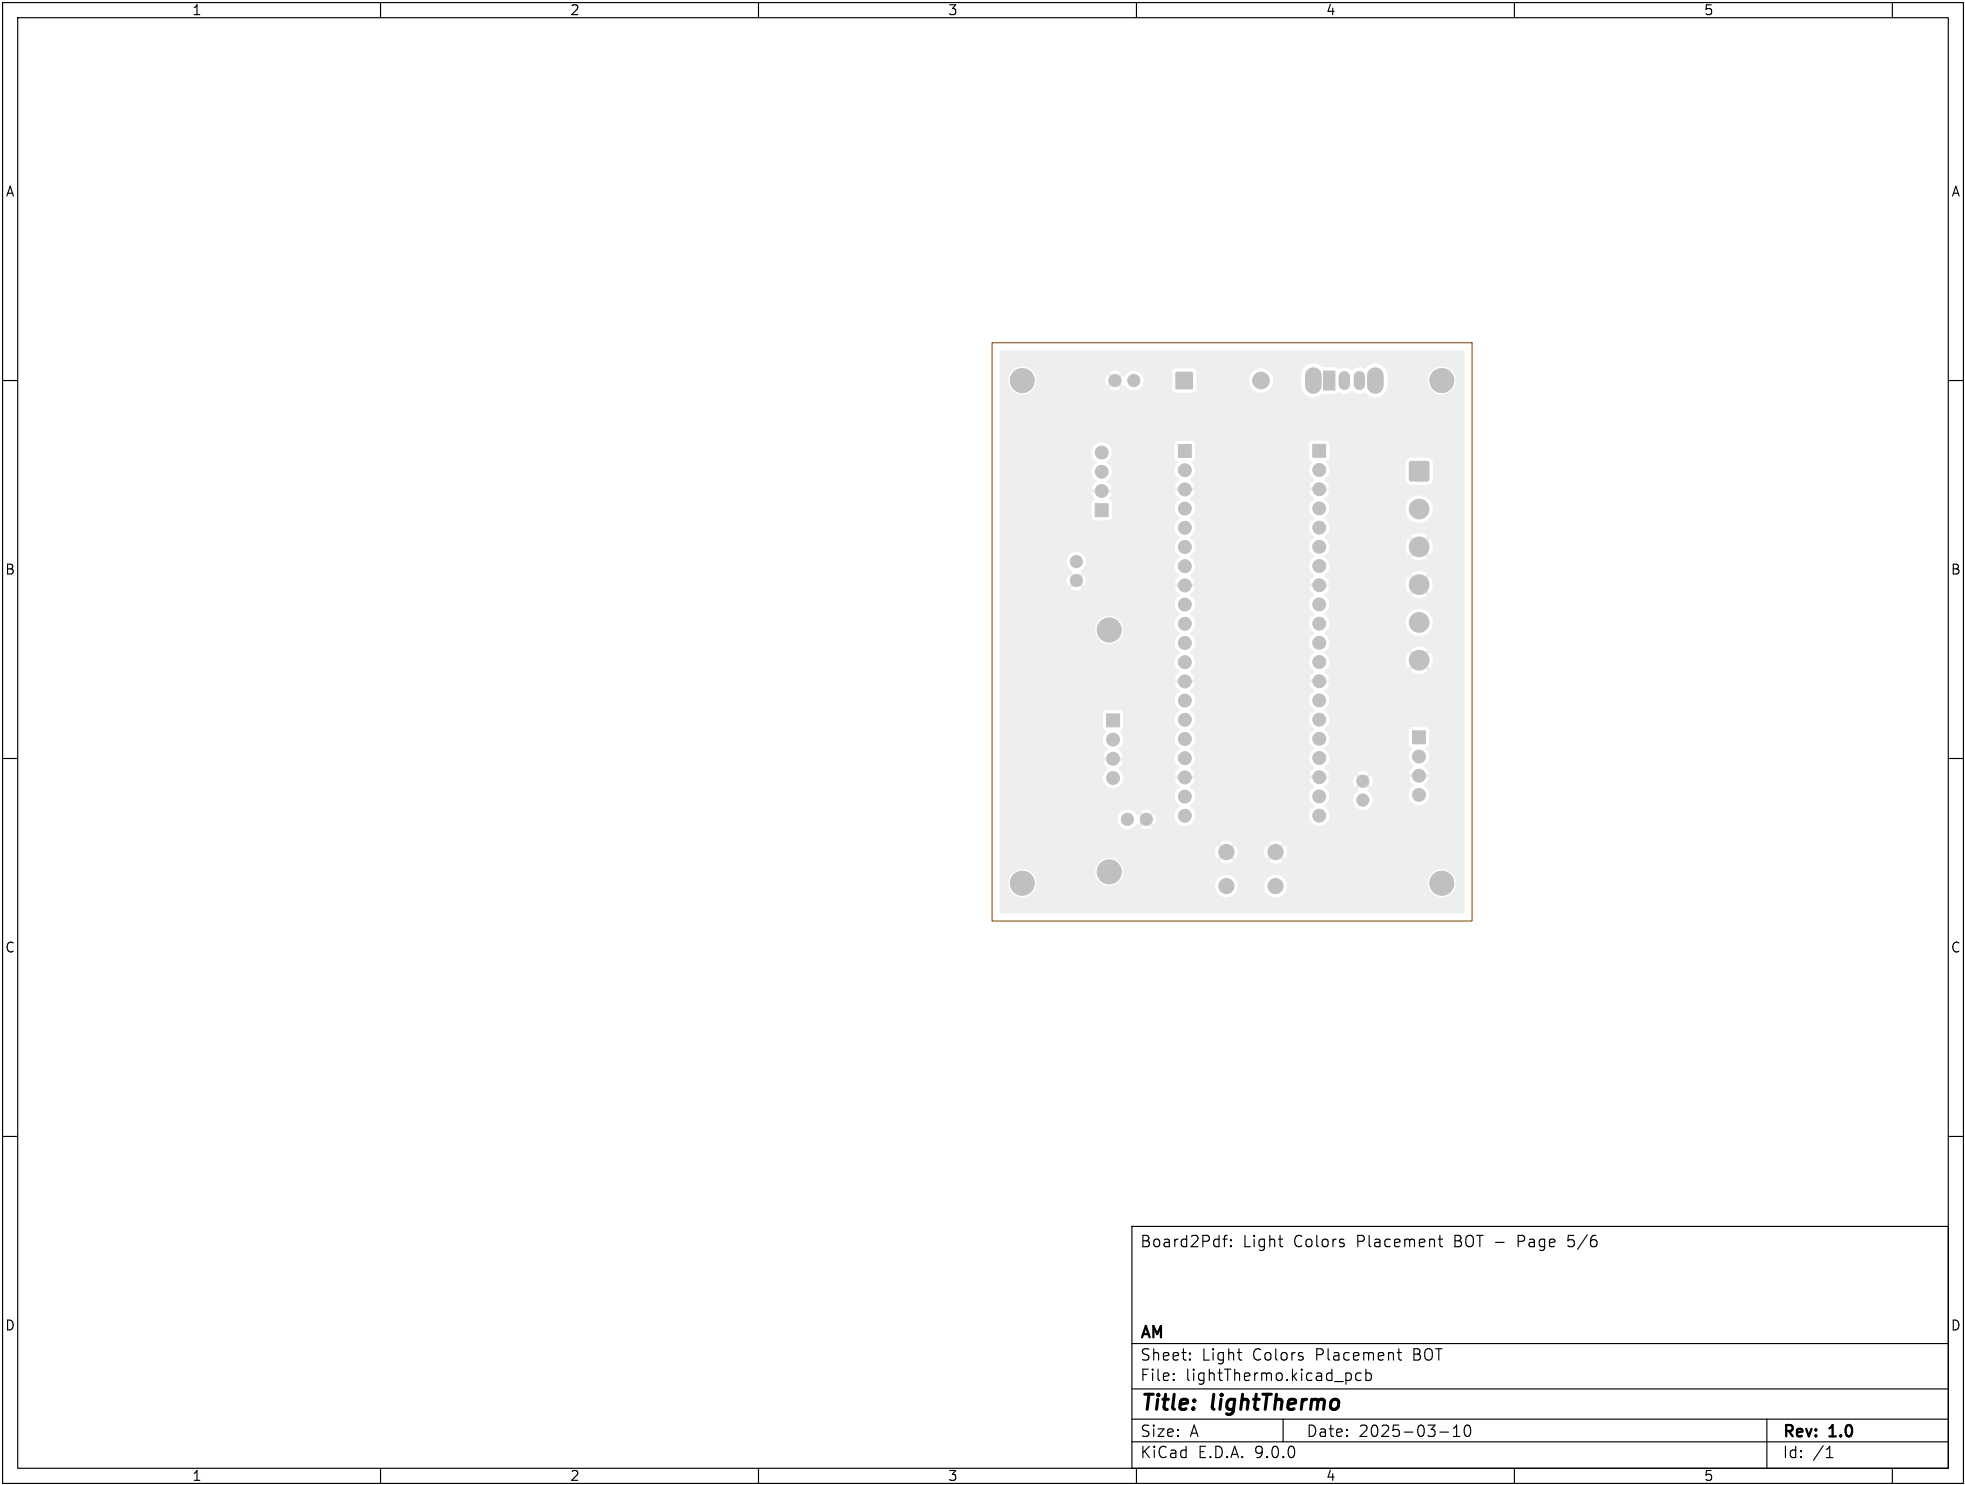 1 2 3 4 5
A A
B B
C C
D D
Board2Pdf: Light Colors Placement BOT - Page 5/6
AM
Sheet: Light Colors Placement BOT
File: lightThermo.kicad_pcb
Title: lightThermo
Size: A Date: 2025-03-10 Rev: 1.0
KiCad E.D.A. 9.0.0 Id: /1
1 2 3 4 5